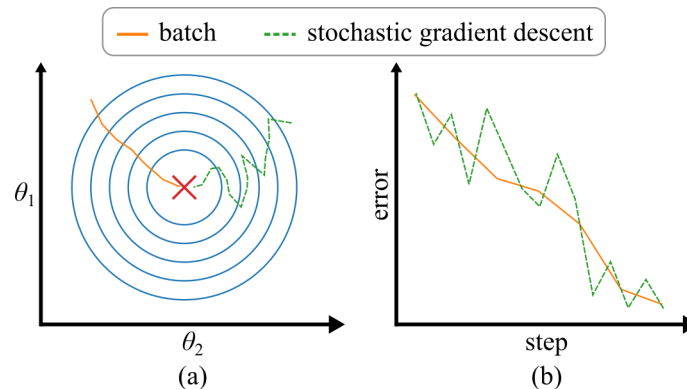 batch stochastic gradient descent
θ1
θ2
(a)
error
step
(b)